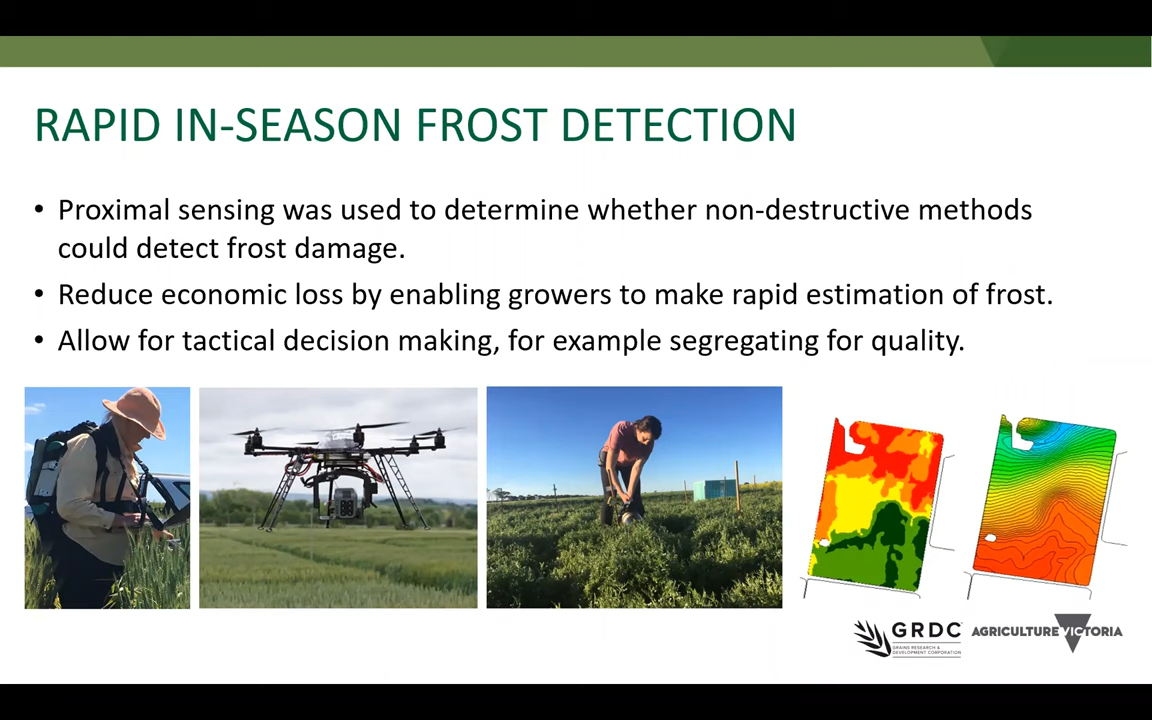 RAPID IN-SEASON FROST DETECTION
• Proximal sensing was used to determine whether non-destructive methods
could detect frost damage.
• Reduce economic loss by enabling growers to make rapid estimation of frost.
• Allow for tactical decision making, for example segregating for quality.
GRDC
GRAINS RESEARCH &
DEVELOPMENT CORPORATION
AGRICULTURE VICTORIA